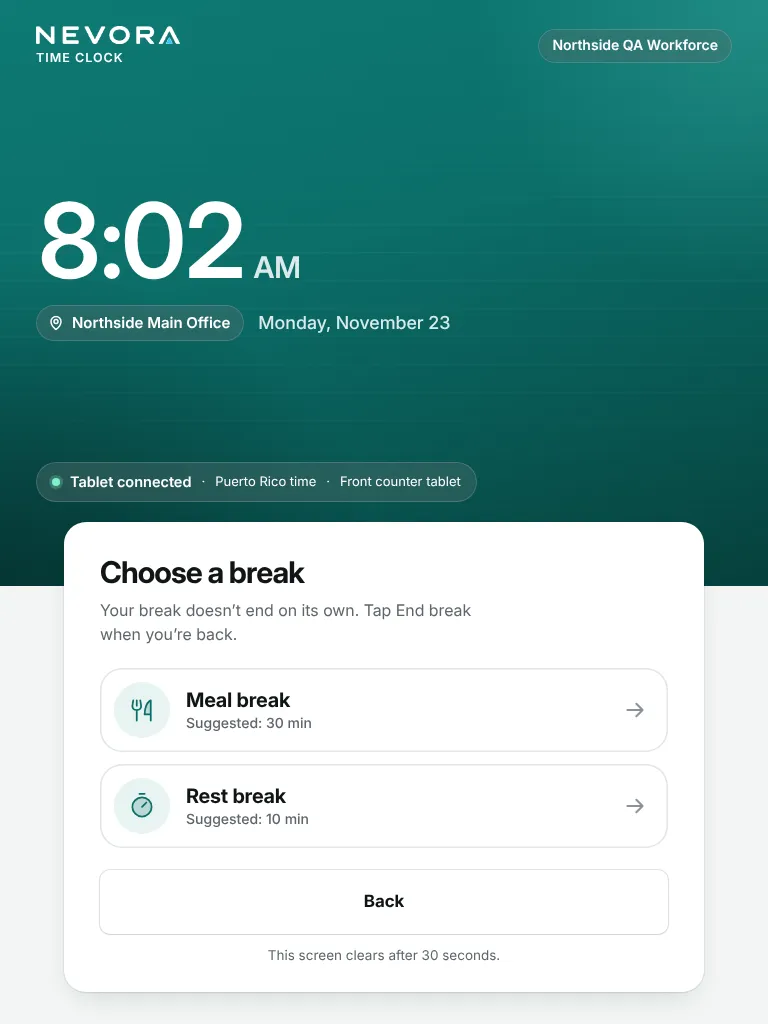 NEVORA
TIME CLOCK
Northside QA Workforce
8:02 AM
Northside Main Office
Monday, November 23
Tablet connected · Puerto Rico time · Front counter tablet
Choose a break
Your break doesn’t end on its own. Tap End break
when you’re back.
Meal break
Suggested: 30 min
Rest break
Suggested: 10 min
Back
This screen clears after 30 seconds.